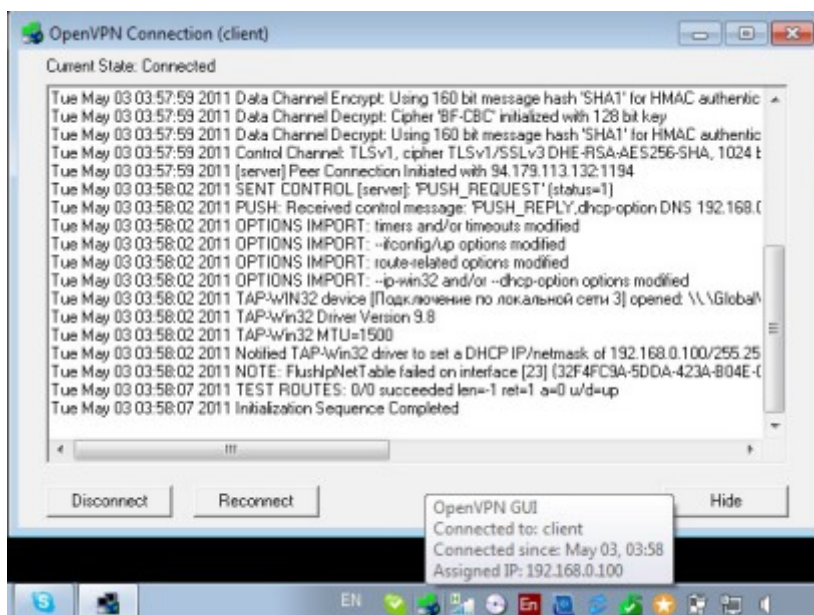 OpenVPN Connection (client)
Current State: Connected
Tue May 03 03:57:59 2011 Data Channel Encrypt: Using 160 bit message hash 'SHA1' for HMAC authentic
Tue May 03 03:57:59 2011 Data Channel Decrypt: Cipher 'BF-CBC' initialized with 128 bit key
Tue May 03 03:57:59 2011 Data Channel Decrypt: Using 160 bit message hash 'SHA1' for HMAC authentic
Tue May 03 03:57:59 2011 Control Channel: TLSv1, cipher TLSv1/SSLv3 DHE-RSA-AES256-SHA, 1024 b
Tue May 03 03:57:59 2011 [server] Peer Connection Initiated with 94.179.113.132:1194
Tue May 03 03:58:02 2011 SENT CONTROL [server]: 'PUSH_REQUEST' (status=1)
Tue May 03 03:58:02 2011 PUSH: Received control message: 'PUSH_REPLY,dhcp-option DNS 192.168.0
Tue May 03 03:58:02 2011 OPTIONS IMPORT: timers and/or timeouts modified
Tue May 03 03:58:02 2011 OPTIONS IMPORT: --ifconfig/up options modified
Tue May 03 03:58:02 2011 OPTIONS IMPORT: route-related options modified
Tue May 03 03:58:02 2011 OPTIONS IMPORT: --ip-win32 and/or --dhcp-option options modified
Tue May 03 03:58:02 2011 TAP-WIN32 device [Подключение по локальной сети 3] opened: \\.\Global\
Tue May 03 03:58:02 2011 TAP-Win32 Driver Version 9.8
Tue May 03 03:58:02 2011 TAP-Win32 MTU=1500
Tue May 03 03:58:02 2011 Notified TAP-Win32 driver to set a DHCP IP/netmask of 192.168.0.100/255.25
Tue May 03 03:58:02 2011 NOTE: FlushIpNetTable failed on interface [23] {32F4FC9A-5DDA-423A-B04E-
Tue May 03 03:58:07 2011 TEST ROUTES: 0/0 succeeded len=-1 ret=1 a=0 u/d=up
Tue May 03 03:58:07 2011 Initialization Sequence Completed
Disconnect
Reconnect
Hide
OpenVPN GUI
Connected to: client
Connected since: May 03, 03:58
Assigned IP: 192.168.0.100
EN
En